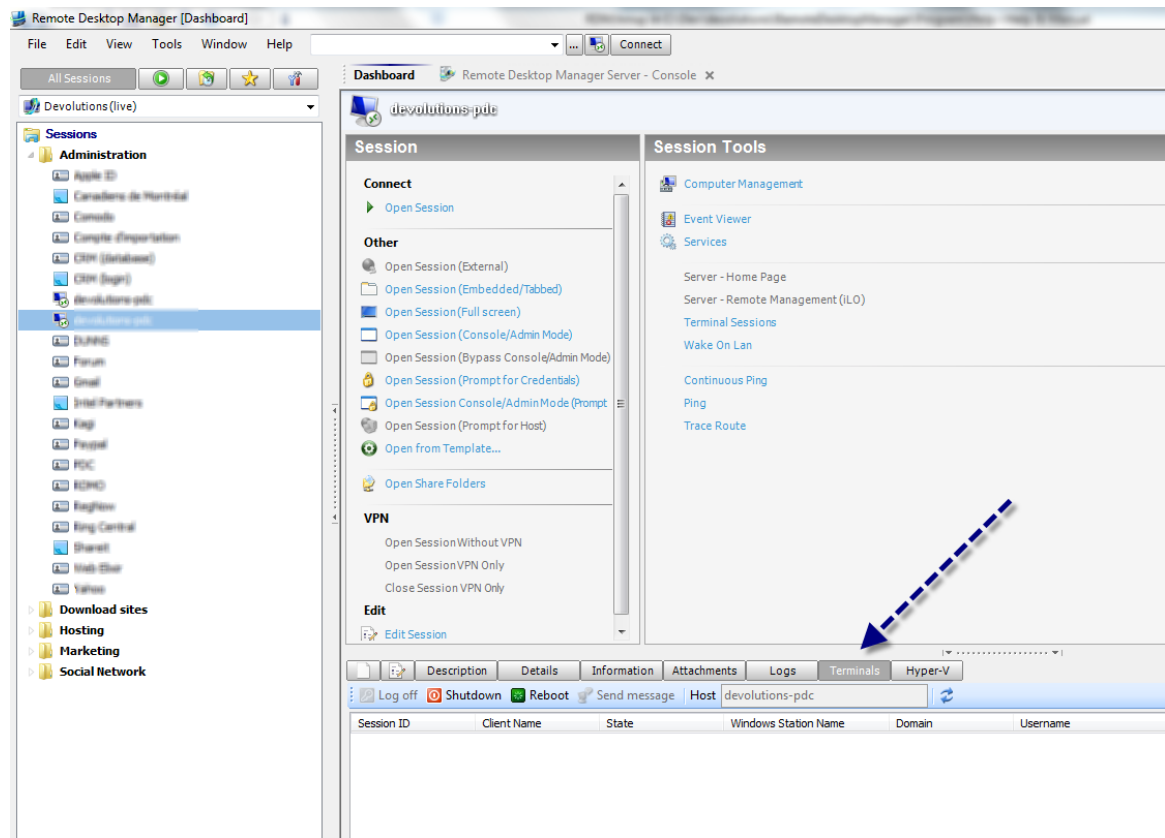 Remote Desktop Manager [Dashboard]
File Edit View Tools Window Help
... Connect
All Sessions
Dashboard Remote Desktop Manager Server - Console
Devolutions (live)
devolutions-pdc
Sessions
Administration
Session
Session Tools
Connect
Open Session
Other
Open Session (External)
Open Session (Embedded/Tabbed)
Open Session (Full screen)
Open Session (Console/Admin Mode)
Open Session (Bypass Console/Admin Mode)
Open Session (Prompt for Credentials)
Open Session Console/Admin Mode (Prompt
Open Session (Prompt for Host)
Open from Template...
Open Share Folders
VPN
Open Session Without VPN
Open Session VPN Only
Close Session VPN Only
Edit
Edit Session
Computer Management
Event Viewer
Services
Server - Home Page
Server - Remote Management (iLO)
Terminal Sessions
Wake On Lan
Continuous Ping
Ping
Trace Route
Download sites
Hosting
Marketing
Social Network
Description Details Information Attachments Logs Terminals Hyper-V
Log off Shutdown Reboot Send message Host devolutions-pdc
Session ID Client Name State Windows Station Name Domain Username